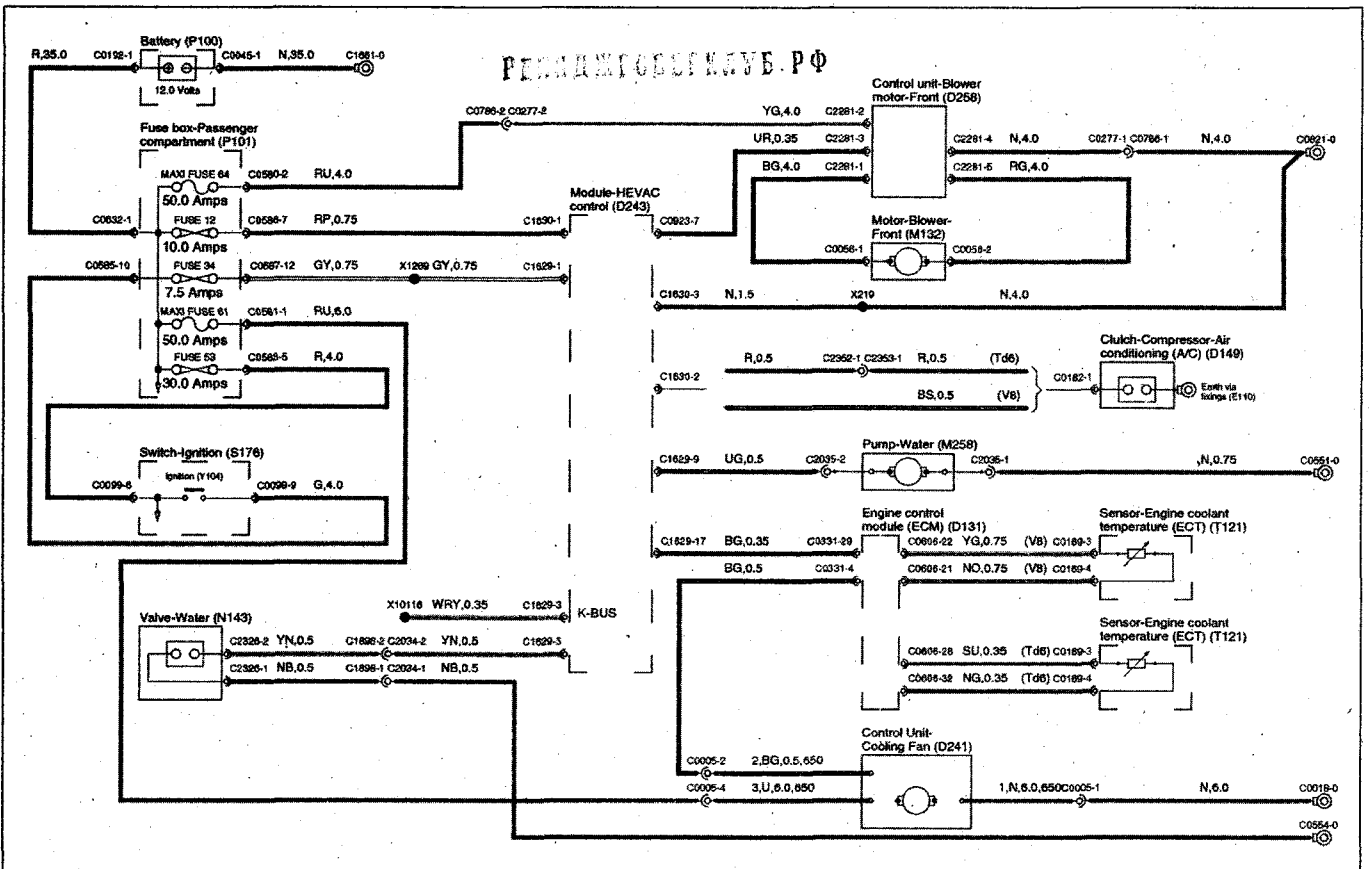 Battery (P100)
R,35.0 C0192-1 C0045-1 N,35.0 C1661-0
12.0 Volts
.РФ
Control unit-Blower
motor-Front (D258)
C0786-2 C0277-2 YG,4.0 C2281-2
Fuse box-Passenger
compartment (P101)
UR,0.35 C2281-3 C2281-4 N,4.0 C0277-1 C0786-1 N,4.0 C0821-0
MAXI FUSE 64 C0580-2 RU,4.0
50.0 Amps
BG,4.0 C2281-1 C2281-5 RG,4.0
Module-HEVAC
control (D243)
C0632-1 FUSE 12 C0586-7 RP,0.75 C1630-1 C0923-7
10.0 Amps
Motor-Blower-
Front (M132)
C0056-1 C0056-2
C0585-10 FUSE 34 C0587-12 GY,0.75 X1289 GY,0.75 C1629-1
7.5 Amps
C1630-3 N,1.5 X219 N,4.0
MAXI FUSE 61 C0581-1 RU,6.0
50.0 Amps
FUSE 53 C0585-5 R,4.0
30.0 Amps
Clutch-Compressor-Air
conditioning (A/C) (D149)
R,0.5 C2352-1 C2353-1 R,0.5 (Td6)
C1630-2 C0182-1 Earth via
fixings (E110)
BS,0.5 (V8)
Switch-Ignition (S176)
Ignition (Y104)
C0099-6 C0099-9 G,4.0
Pump-Water (M258)
C1629-9 UG,0.5 C2035-2 C2035-1 ,N,0.75 C0551-0
Engine control
module (ECM) (D131)
Sensor-Engine coolant
temperature (ECT) (T121)
C1629-17 BG,0.35 C0331-29 C0606-22 YG,0.75 (V8) C0169-3
BG,0.5 C0331-4 C0606-21 NO,0.75 (V8) C0169-4
X10116 WRY,0.35 C1629-3 K-BUS
Valve-Water (N143)
C2326-2 YN,0.5 C1896-2 C2034-2 YN,0.5 C1629-3
C2326-1 NB,0.5 C1896-1 C2034-1 NB,0.5
Sensor-Engine coolant
temperature (ECT) (T121)
C0606-28 SU,0.35 (Td6) C0169-3
C0606-32 NG,0.35 (Td6) C0169-4
Control Unit-
Cooling Fan (D241)
C0005-2 2,BG,0.5,650
C0005-4 3,U,6.0,650 1,N,6.0,650 C0005-1 N,6.0 C0018-0
C0554-0